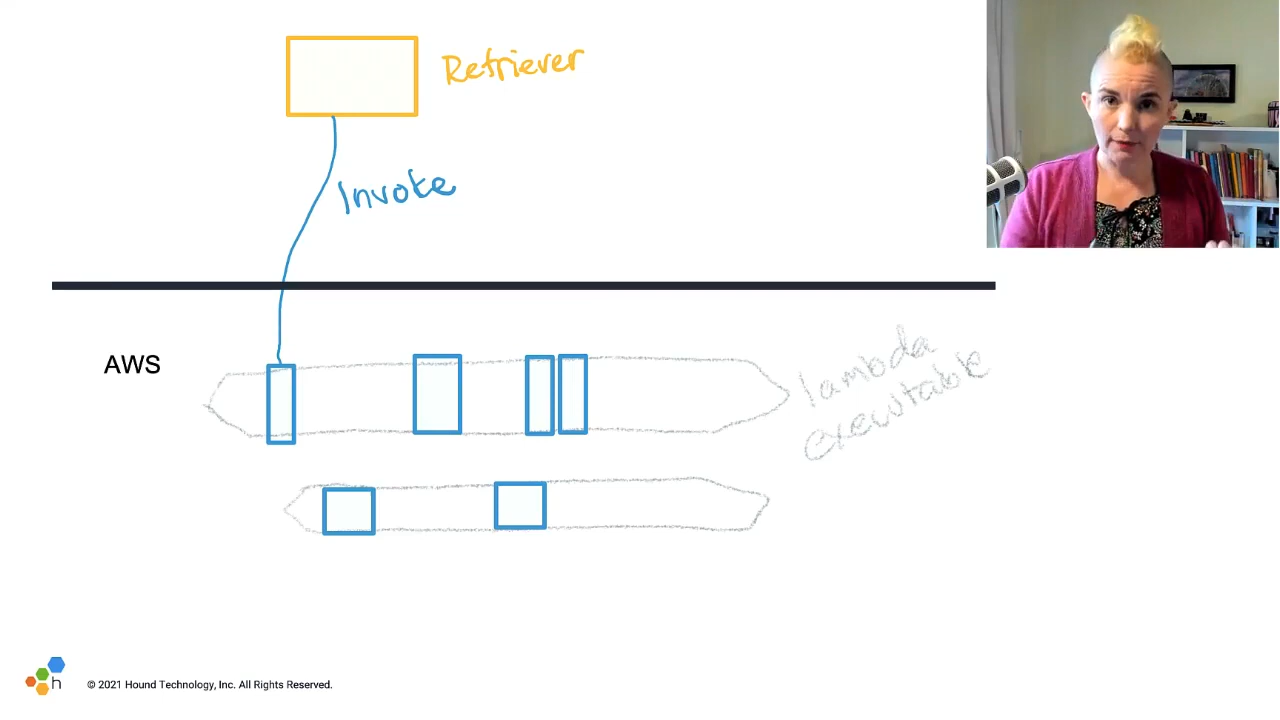 Retriever
Invoke
AWS
lambda
executable
h
© 2021 Hound Technology, Inc. All Rights Reserved.